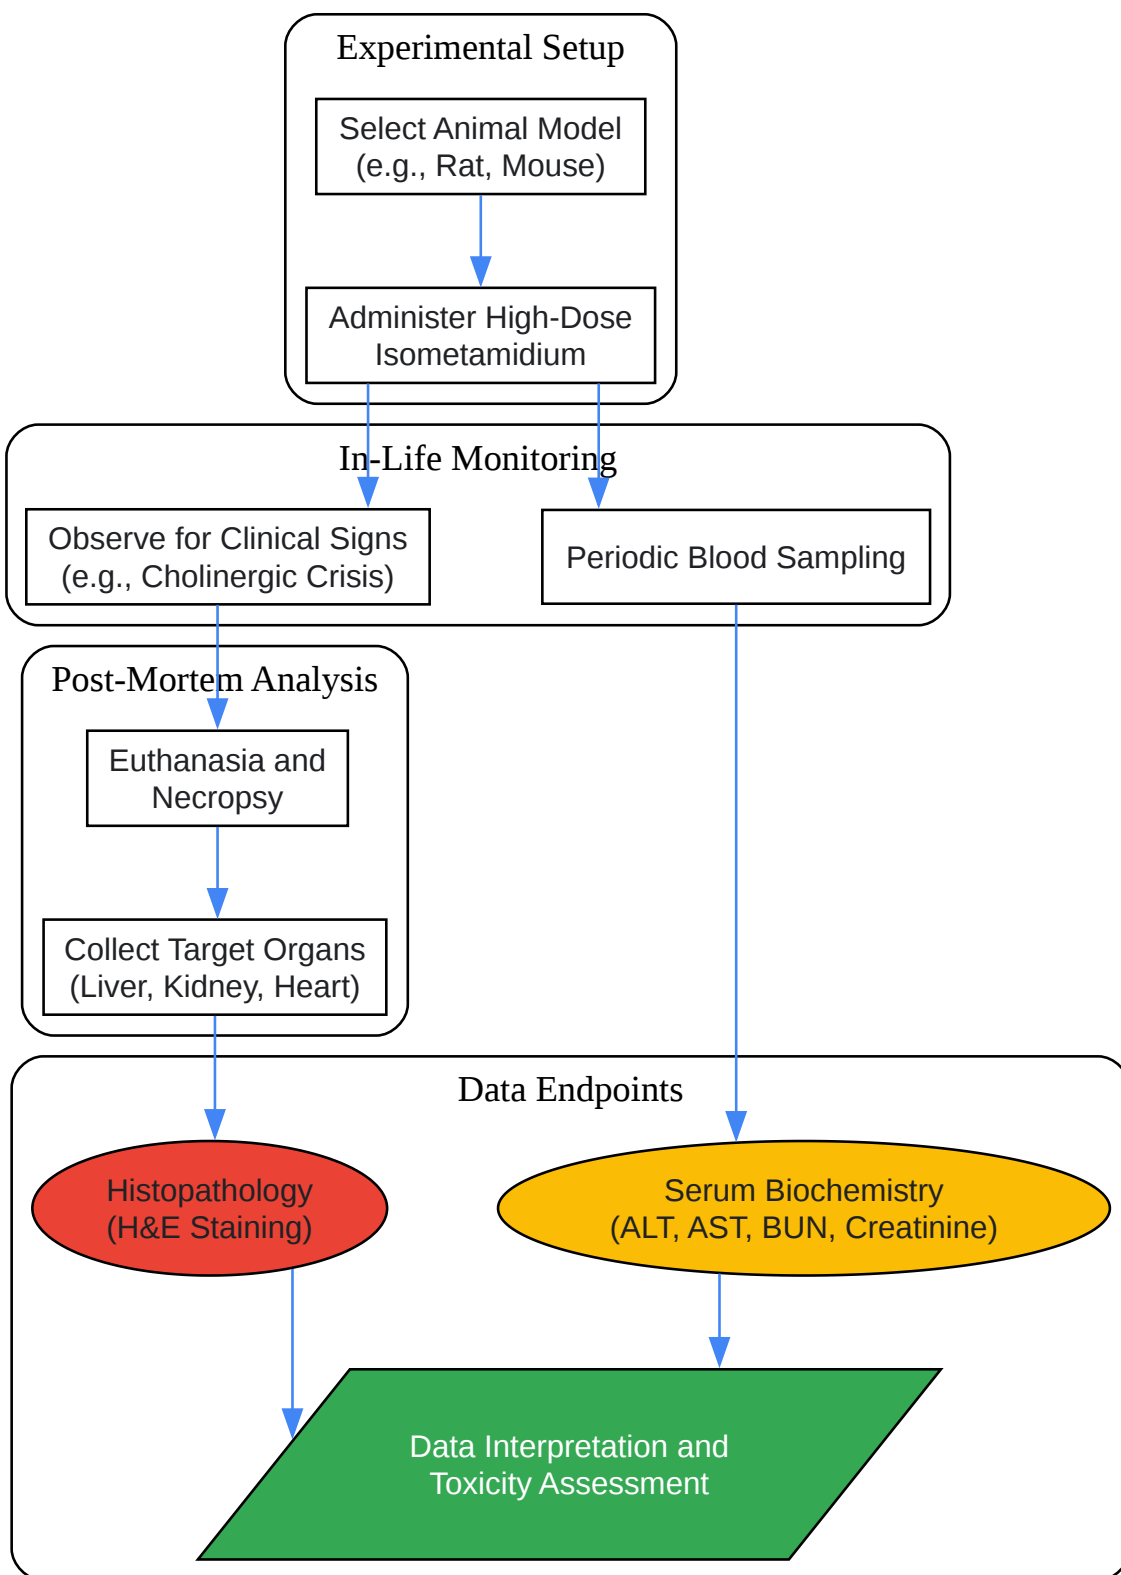 Experimental Setup
Select Animal Model
(e.g., Rat, Mouse)
Administer High-Dose
Isometamidium
In-Life Monitoring
Observe for Clinical Signs
(e.g., Cholinergic Crisis)
Periodic Blood Sampling
Post-Mortem Analysis
Euthanasia and
Necropsy
Collect Target Organs
(Liver, Kidney, Heart)
Data Endpoints
Histopathology
(H&E Staining)
Serum Biochemistry
(ALT, AST, BUN, Creatinine)
Data Interpretation and
Toxicity Assessment